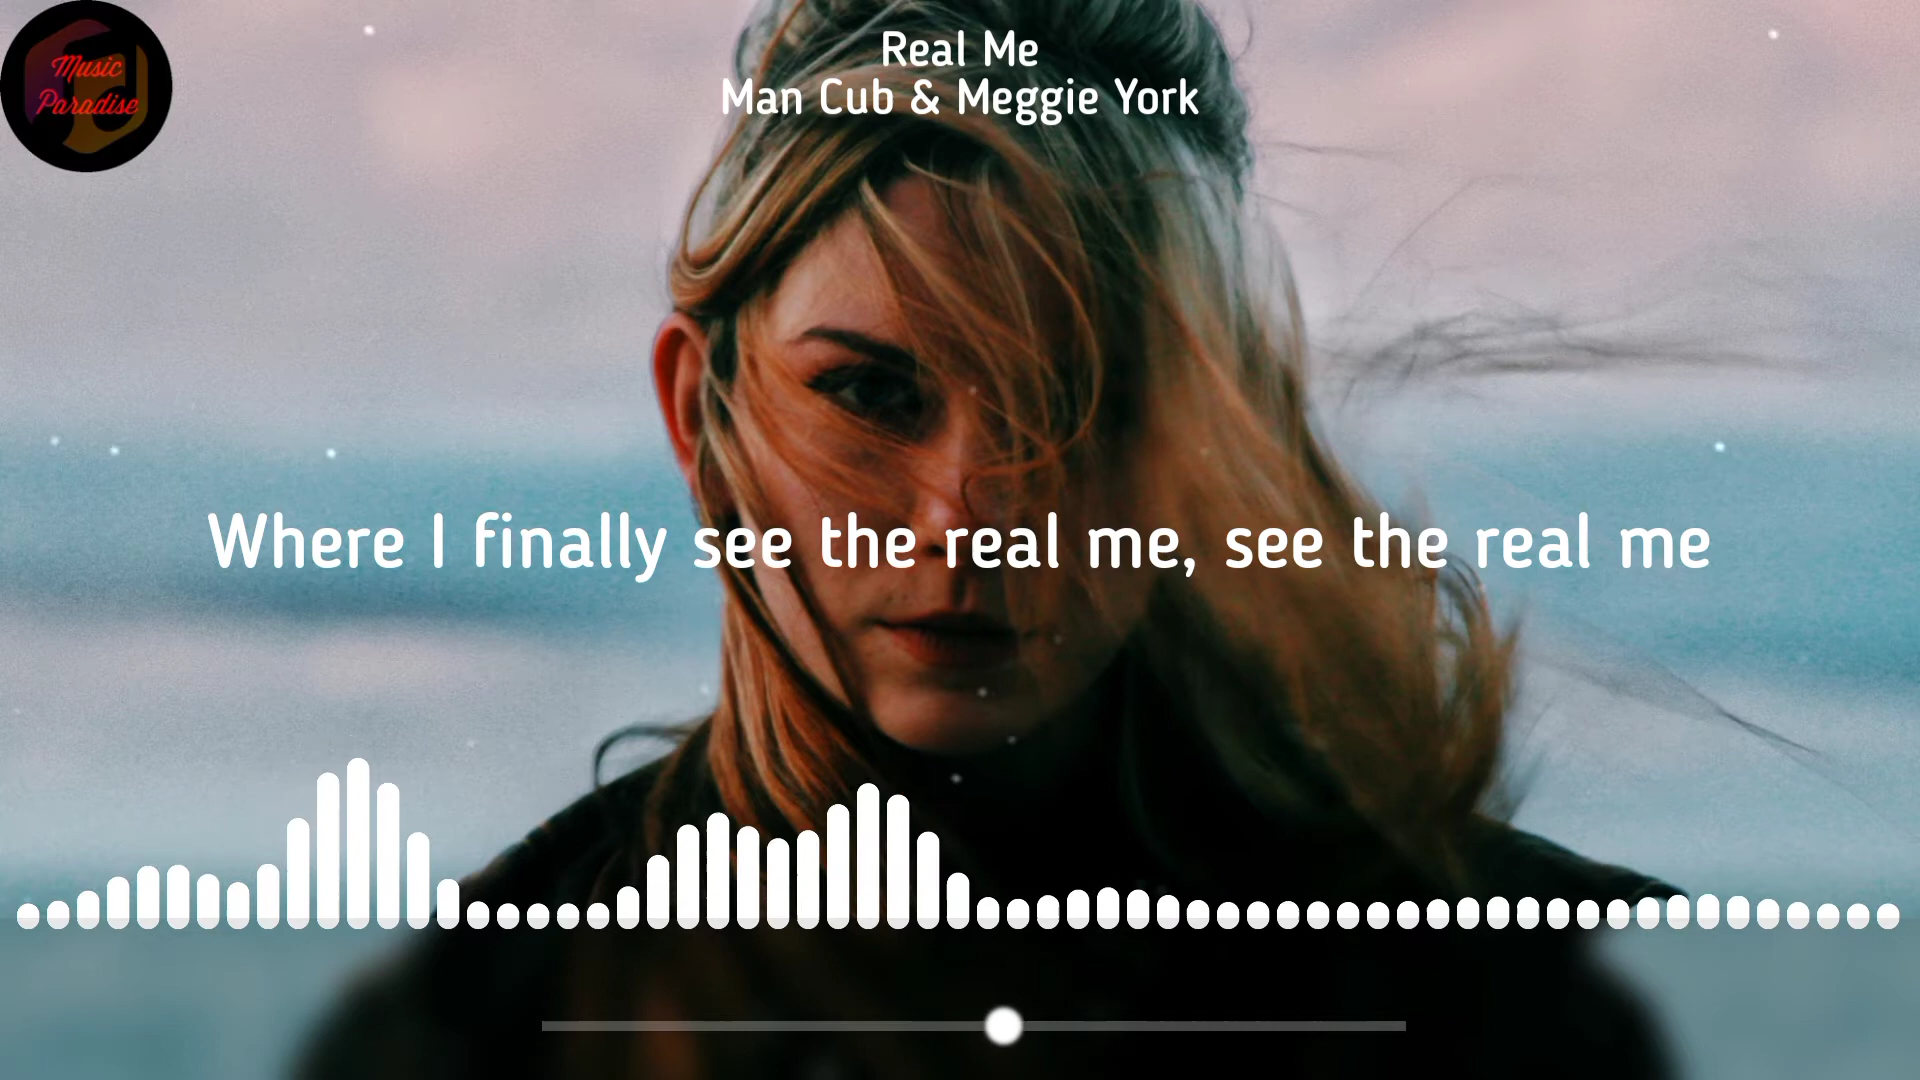 Music
Paradise
Real Me
Man Cub & Meggie York
Where I finally see the real me, see the real me